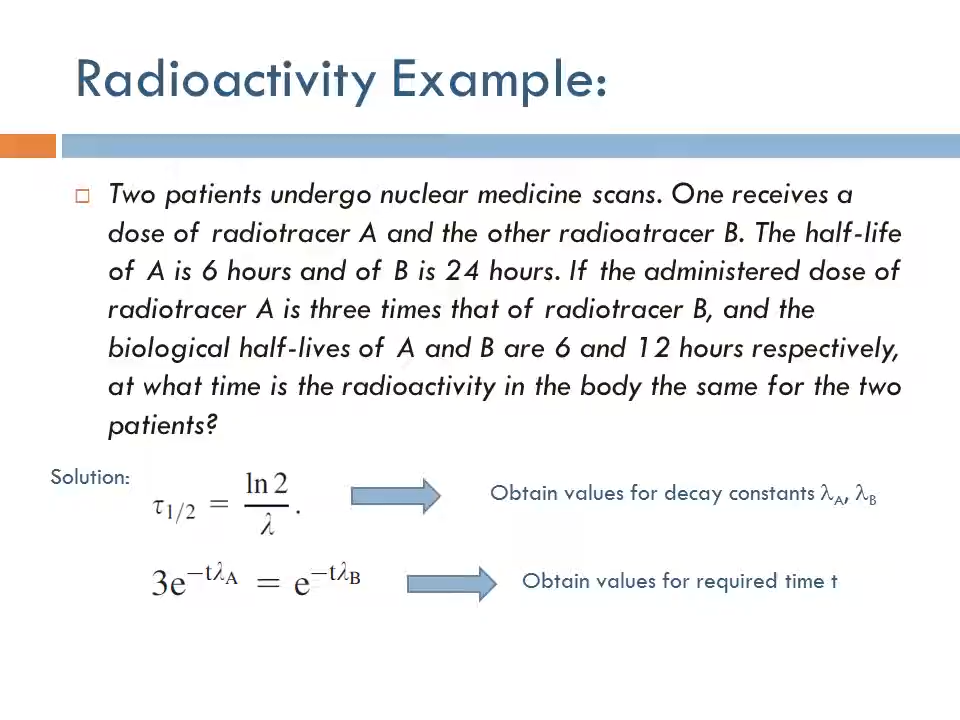 Radioactivity Example:
Two patients undergo nuclear medicine scans. One receives a
dose of radiotracer A and the other radioatracer B. The half-life
of A is 6 hours and of B is 24 hours. If the administered dose of
radiotracer A is three times that of radiotracer B, and the
biological half-lives of A and B are 6 and 12 hours respectively,
at what time is the radioactivity in the body the same for the two
patients?
Solution:
τ₁/₂ = ln 2 / λ .
Obtain values for decay constants λA, λB
3e^−tλA = e^−tλB
Obtain values for required time t